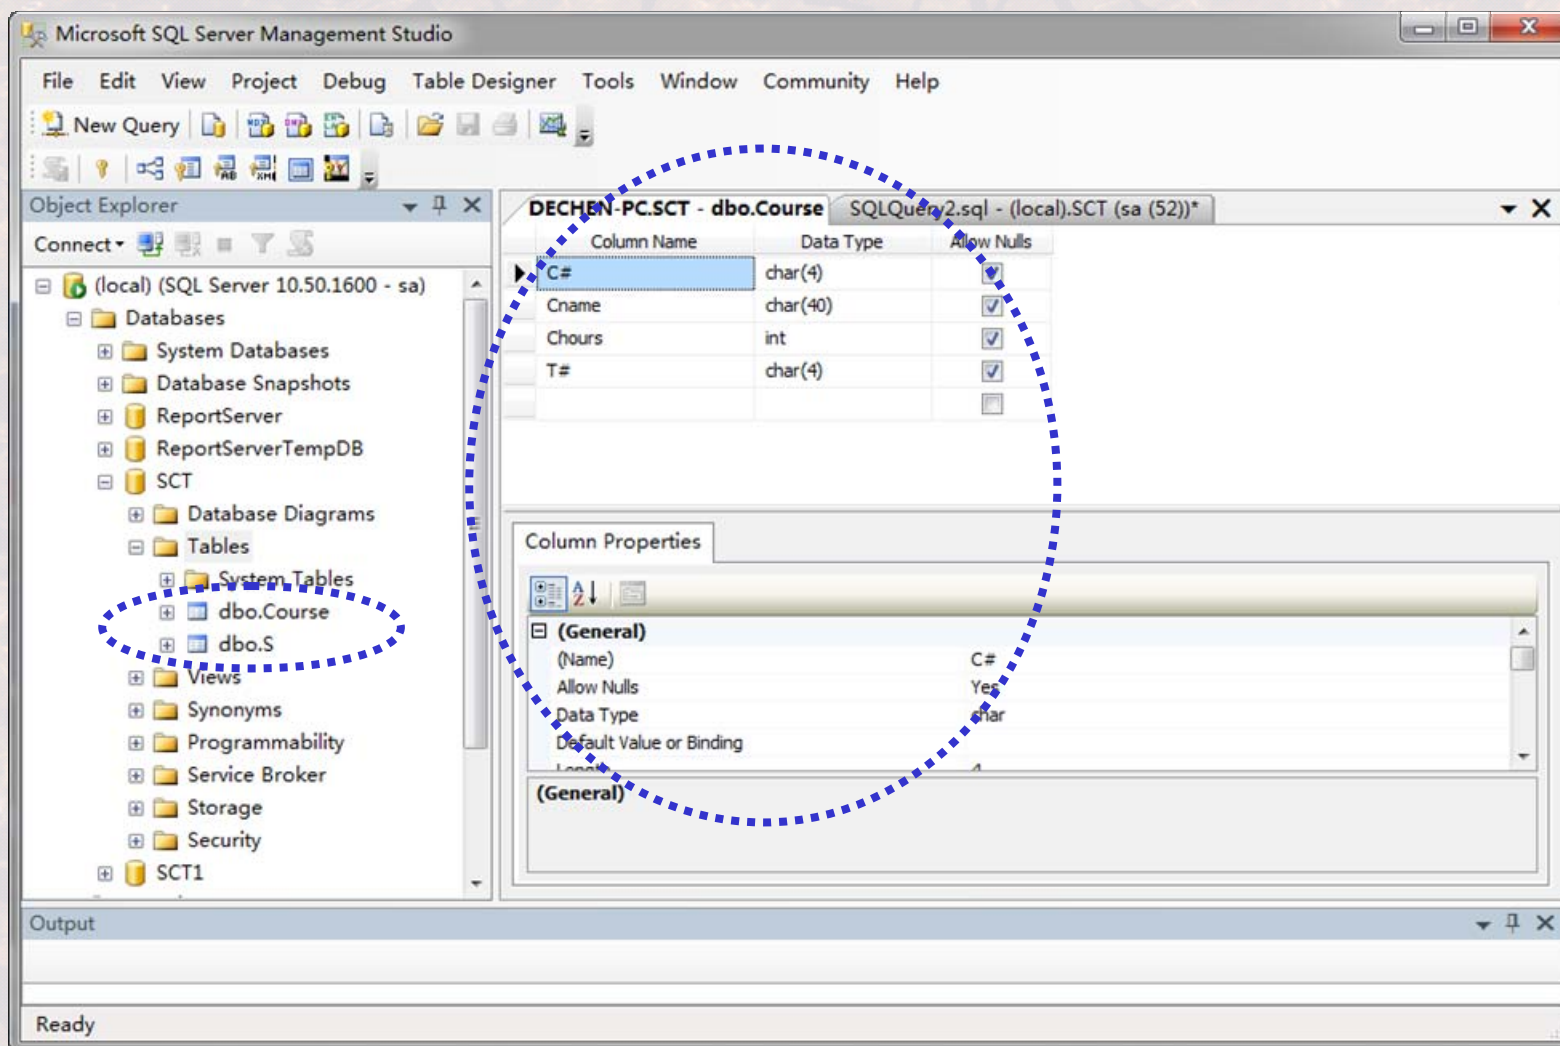 Microsoft SQL Server Management Studio
File Edit View Project Debug Table Designer Tools Window Community Help
New Query
Object Explorer
Connect
(local) (SQL Server 10.50.1600 - sa)
Databases
System Databases
Database Snapshots
ReportServer
ReportServerTempDB
SCT
Database Diagrams
Tables
System Tables
dbo.Course
dbo.S
Views
Synonyms
Programmability
Service Broker
Storage
Security
SCT1
DECHEN-PC.SCT - dbo.Course SQLQuery2.sql - (local).SCT (sa (52))*
Column Name Data Type Allow Nulls
C# char(4)
Cname char(40)
Chours int
T# char(4)
Column Properties
(General)
(Name) C#
Allow Nulls Yes
Data Type char
Default Value or Binding
Length 4
(General)
Output
Ready